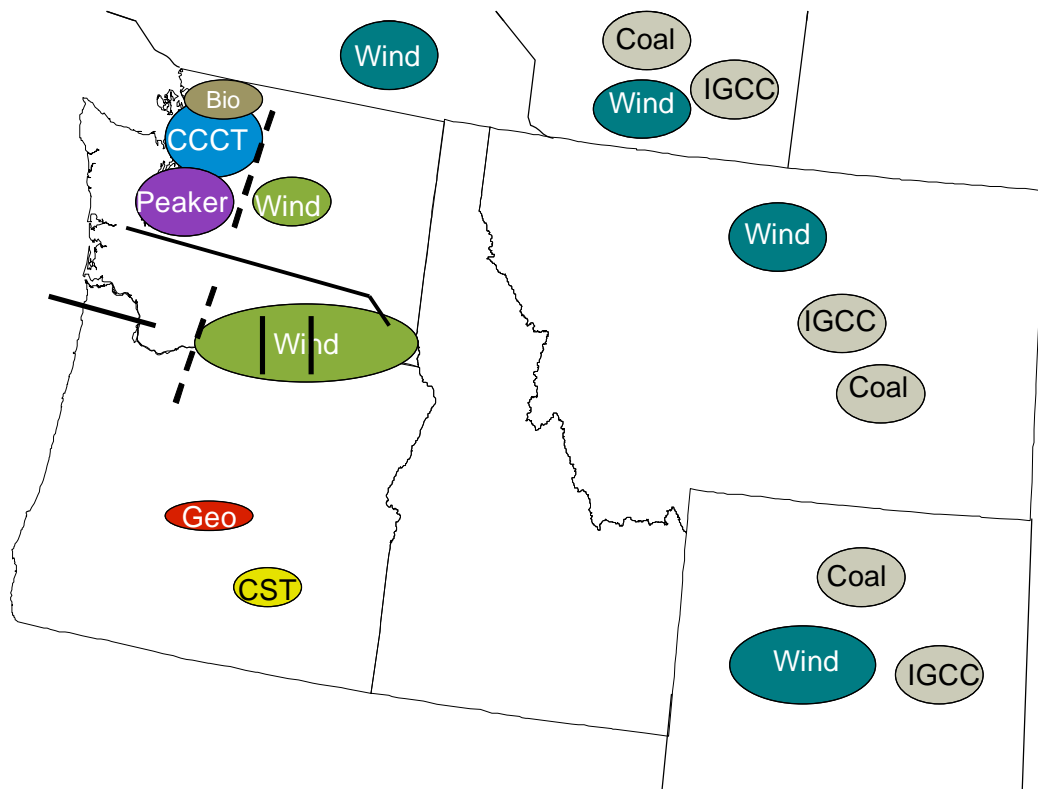 Wind
Coal
IGCC
Wind
Bio
CCCT
Peaker
Wind
Wind
IGCC
Wind
Coal
Geo
CST
Coal
Wind
IGCC